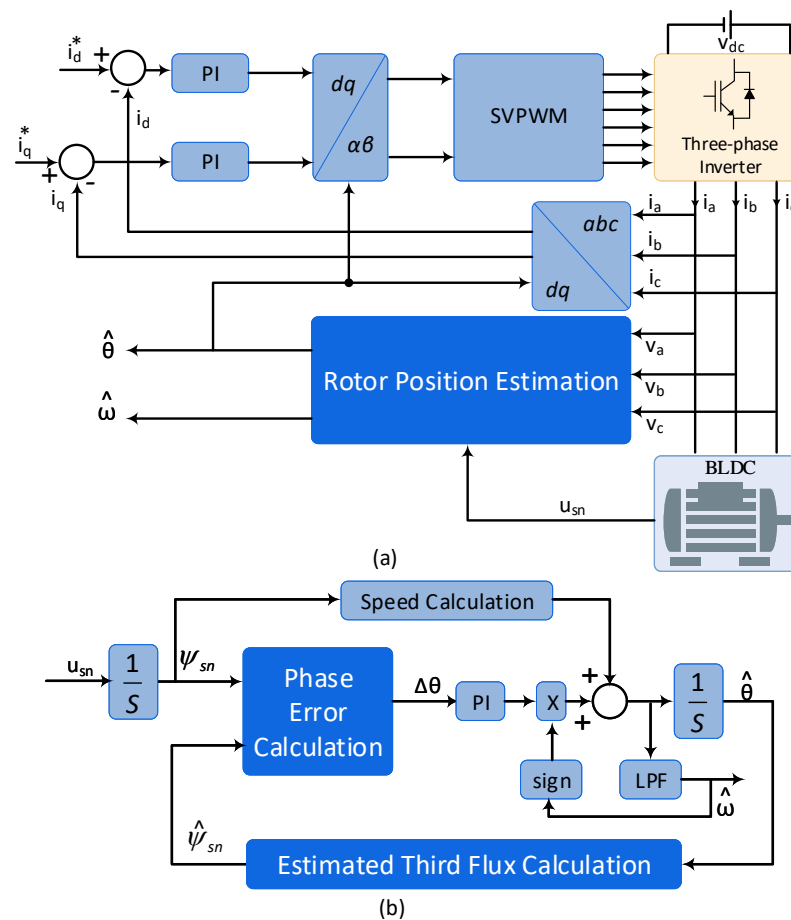 i*d
+
-
PI
dq
αβ
SVPWM
vdc
Three-phase
Inverter
id
i*q
+
-
PI
iq
ia
ib
ia
ib
ic
abc
dq
θ̂
ω̂
Rotor Position Estimation
va
vb
vc
BLDC
usn
(a)
Speed Calculation
usn
1
S
ψsn
Phase
Error
Calculation
Δθ
PI
X
+
+
1
S
θ̂
sign
LPF
ω̂
ψ̂sn
Estimated Third Flux Calculation
(b)